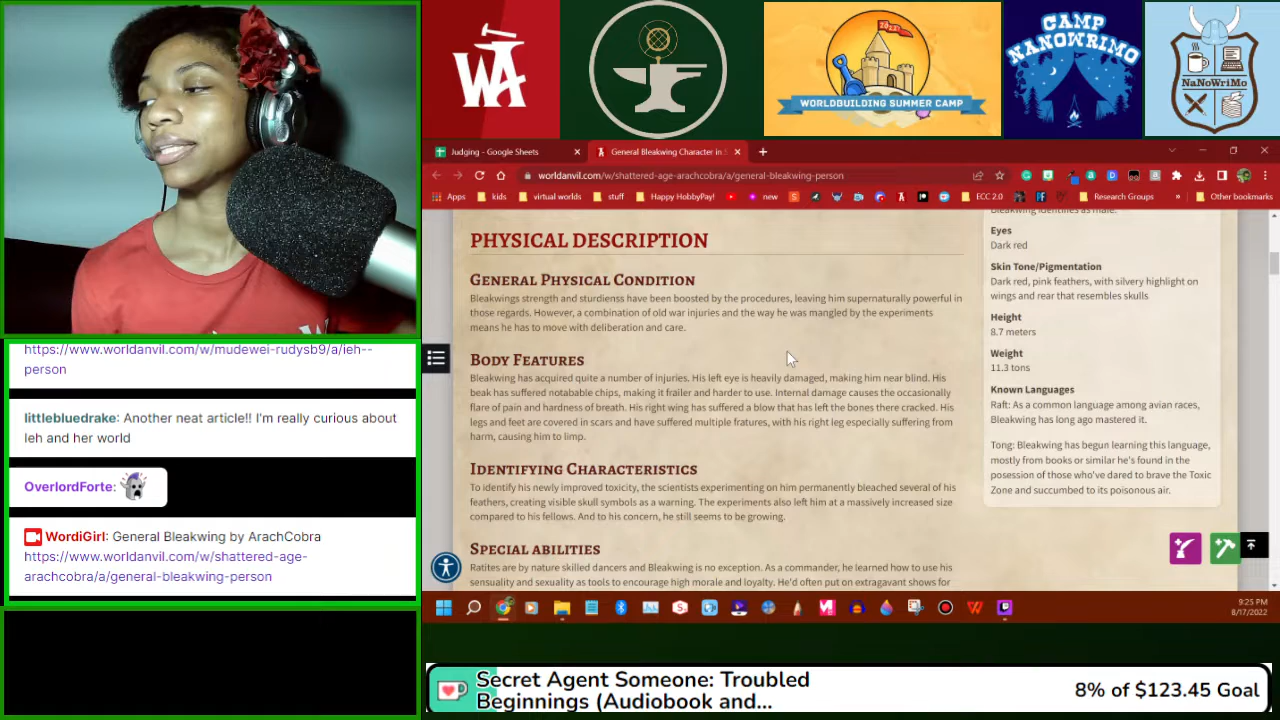 WA
2022
WORLDBUILDING SUMMER CAMP
CAMP
NANOWRIMO
NaNoWriMo
Judging - Google Sheets
General Bleakwing Character in S
worldanvil.com/w/shattered-age-arachcobra/a/general-bleakwing-person
Apps
kids
virtual worlds
stuff
Happy HobbyPay!
new
ECC 2.0
Research Groups
»
Other bookmarks
PHYSICAL DESCRIPTION
GENERAL PHYSICAL CONDITION
Bleakwings strength and sturdienss have been boosted by the procedures, leaving him supernaturally powerful in
those regards. However, a combination of old war injuries and the way he was mangled by the experiments
means he has to move with deliberation and care.
BODY FEATURES
Bleakwing has acquired quite a number of injuries. His left eye is heavily damaged, making him near blind. His
beak has suffered notabable chips, making it frailer and harder to use. Internal damage causes the occasionally
flare of pain and hardness of breath. His right wing has suffered a blow that has left the bones there cracked. His
legs and feet are covered in scars and have suffered multiple fratures, with his right leg especially suffering from
harm, causing him to limp.
IDENTIFYING CHARACTERISTICS
To identify his newly improved toxicity, the scientists experimenting on him permanently bleached several of his
feathers, creating visible skull symbols as a warning. The experiments also left him at a massively increased size
compared to his fellows. And to his concern, he still seems to be growing.
SPECIAL ABILITIES
Ratites are by nature skilled dancers and Bleakwing is no exception. As a commander, he learned how to use his
sensuality and sexuality as tools to encourage high morale and loyalty. He'd often put on extragavant shows for
Bleakwing identifies as male.
Eyes
Dark red
Skin Tone/Pigmentation
Dark red, pink feathers, with silvery highlight on
wings and rear that resembles skulls
Height
8.7 meters
Weight
11.3 tons
Known Languages
Raft: As a common language among avian races,
Bleakwing has long ago mastered it.
Tong: Bleakwing has begun learning this language,
mostly from books or similar he's found in the
posession of those who've dared to brave the Toxic
Zone and succumbed to its poisonous air.
https://www.worldanvil.com/w/mudewei-rudysb9/a/ieh--
person
littlebluedrake: Another neat article!! I'm really curious about
Ieh and her world
OverlordForte:
WordiGirl: General Bleakwing by ArachCobra
https://www.worldanvil.com/w/shattered-age-
arachcobra/a/general-bleakwing-person
9:25 PM
8/17/2022
Secret Agent Someone: Troubled
Beginnings (Audiobook and...
8% of $123.45 Goal